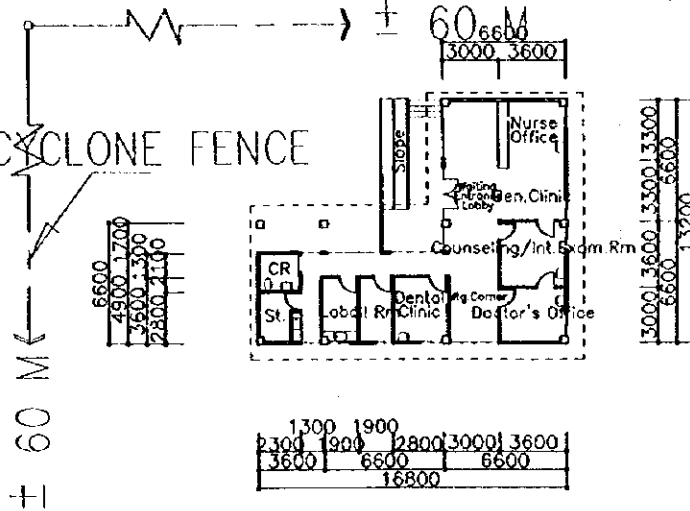 ± 60 M
6600
3000 3600
CYCLONE FENCE
Slope
Nurse
Office
Waiting
Entrance
Lobby
Gen. Clinic
Counseling/Int. Exam. Rm
CR
St.
Dental
Clinic
Doctor's Office
6600
4900 1700
3600 1300
2800 2100
3000 3600 3300 3300
6600 6600
13200
± 60 M
1300 1900
2300 1900 2800 3000 3600
3600 6600 6600
16800